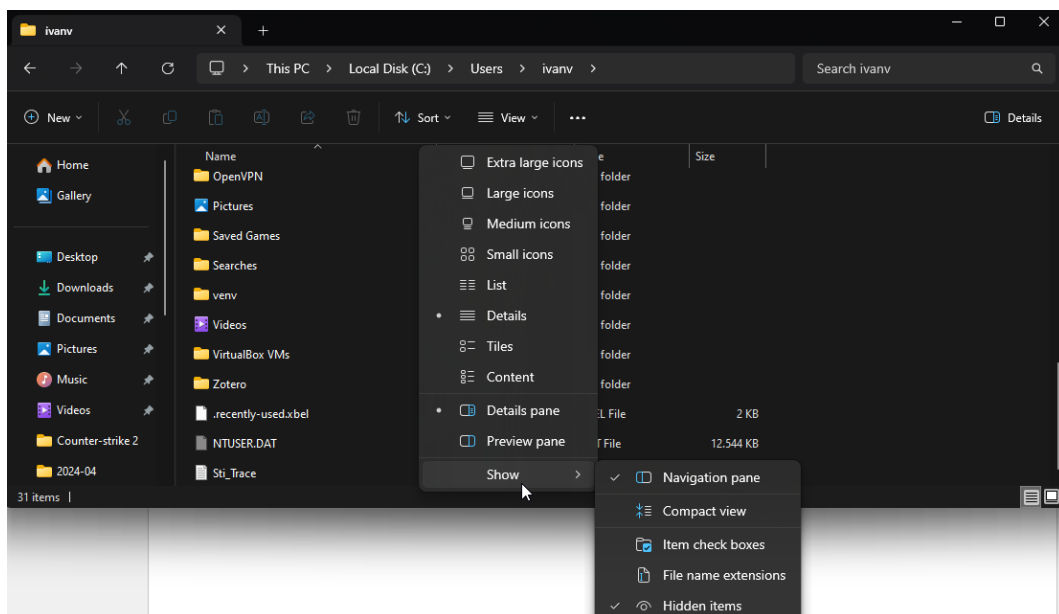 ivanv
This PC > Local Disk (C:) > Users > ivanv >
Search ivanv
New
Sort
View
Details
Home
Gallery
Desktop
Downloads
Documents
Pictures
Music
Videos
Counter-strike 2
2024-04
Name
Size
OpenVPN
folder
Pictures
folder
Saved Games
folder
Searches
folder
venv
folder
Videos
folder
VirtualBox VMs
folder
Zotero
folder
.recently-used.xbel
File
2 KB
NTUSER.DAT
File
12.544 KB
Sti_Trace
Extra large icons
Large icons
Medium icons
Small icons
List
Details
Tiles
Content
Details pane
Preview pane
Show
Navigation pane
Compact view
Item check boxes
File name extensions
Hidden items
31 items